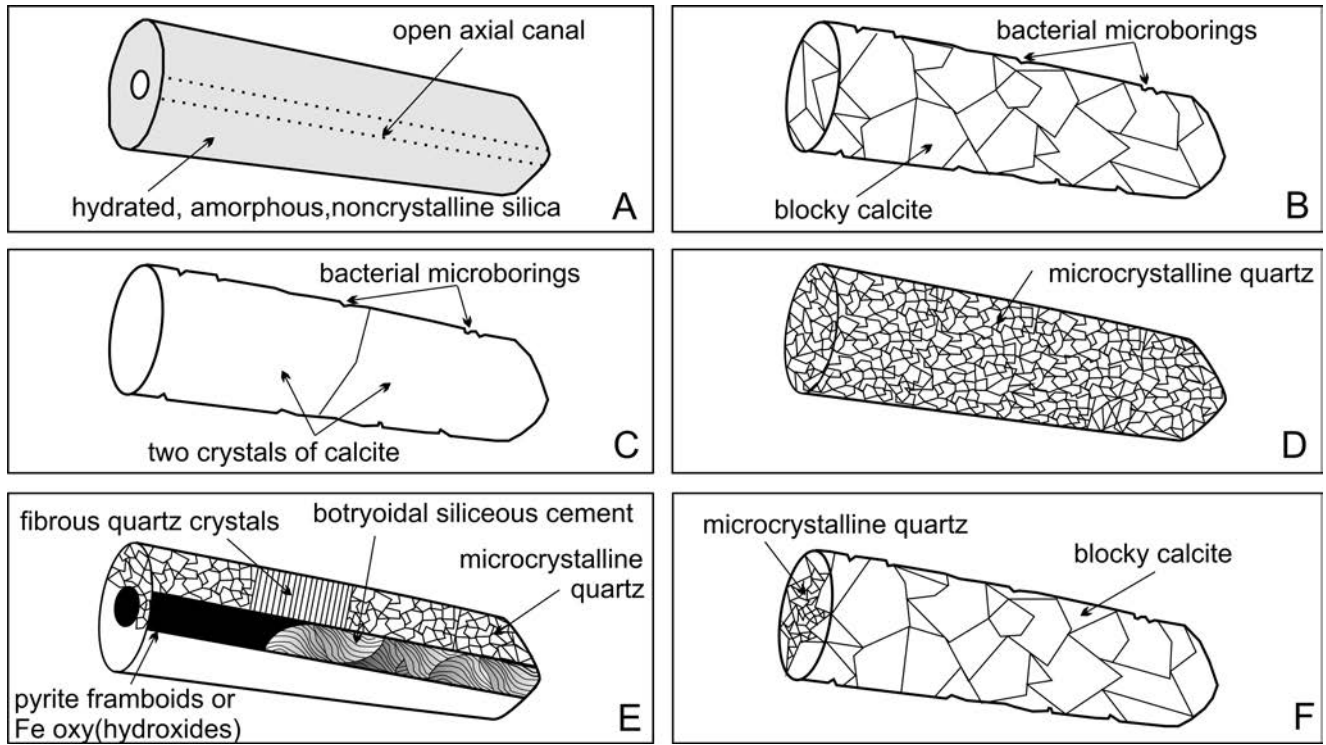 open axial canal
hydrated, amorphous,noncrystalline silica
A
bacterial microborings
blocky calcite
B
bacterial microborings
two crystals of calcite
C
microcrystalline quartz
D
fibrous quartz crystals
botryoidal siliceous cement
microcrystalline
quartz
pyrite framboids or
Fe oxy(hydroxides)
E
microcrystalline quartz
blocky calcite
F